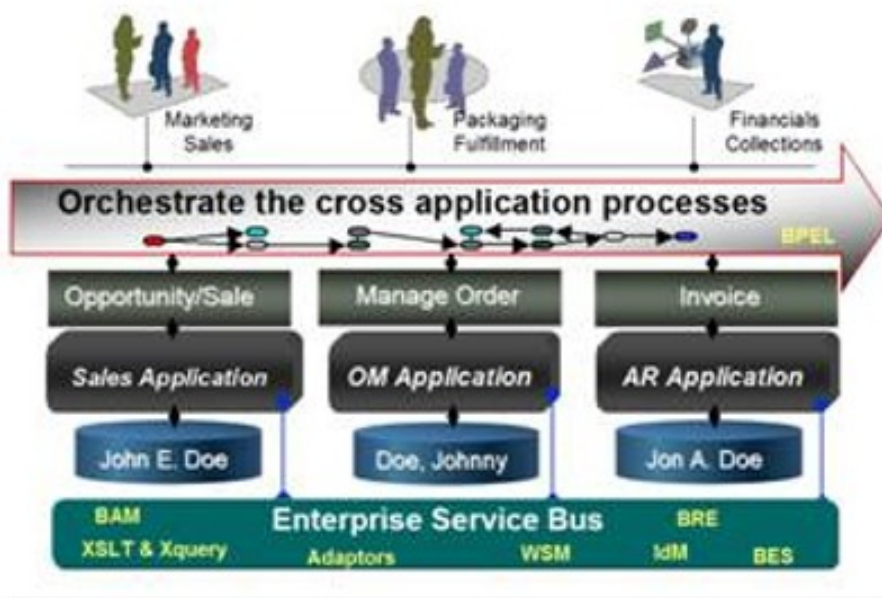 Marketing
Sales
Packaging
Fulfillment
Financials
Collections
Orchestrate the cross application processes
BPEL
Opportunity/Sale
Manage Order
Invoice
Sales Application
OM Application
AR Application
John E. Doe
Doe, Johnny
Jon A. Doe
BAM
Enterprise Service Bus
BRE
XSLT & Xquery
Adaptors
WSM
IdM
BES